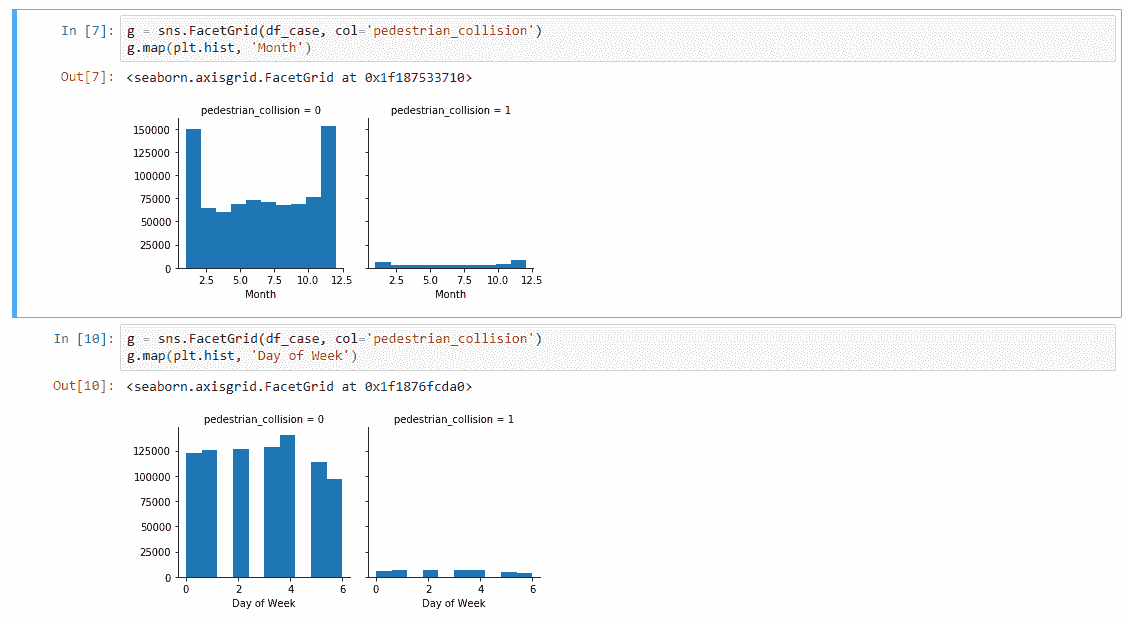 In [7]: g = sns.FacetGrid(df_case, col='pedestrian_collision')
g.map(plt.hist, 'Month')
Out[7]: <seaborn.axisgrid.FacetGrid at 0x1f187533710>
pedestrian_collision = 0 pedestrian_collision = 1
150000
125000
100000
75000
50000
25000
0
2.5 5.0 7.5 10.0 12.5 2.5 5.0 7.5 10.0 12.5
Month Month
In [10]: g = sns.FacetGrid(df_case, col='pedestrian_collision')
g.map(plt.hist, 'Day of Week')
Out[10]: <seaborn.axisgrid.FacetGrid at 0x1f1876fcda0>
pedestrian_collision = 0 pedestrian_collision = 1
125000
100000
75000
50000
25000
0
0 2 4 6 0 2 4 6
Day of Week Day of Week